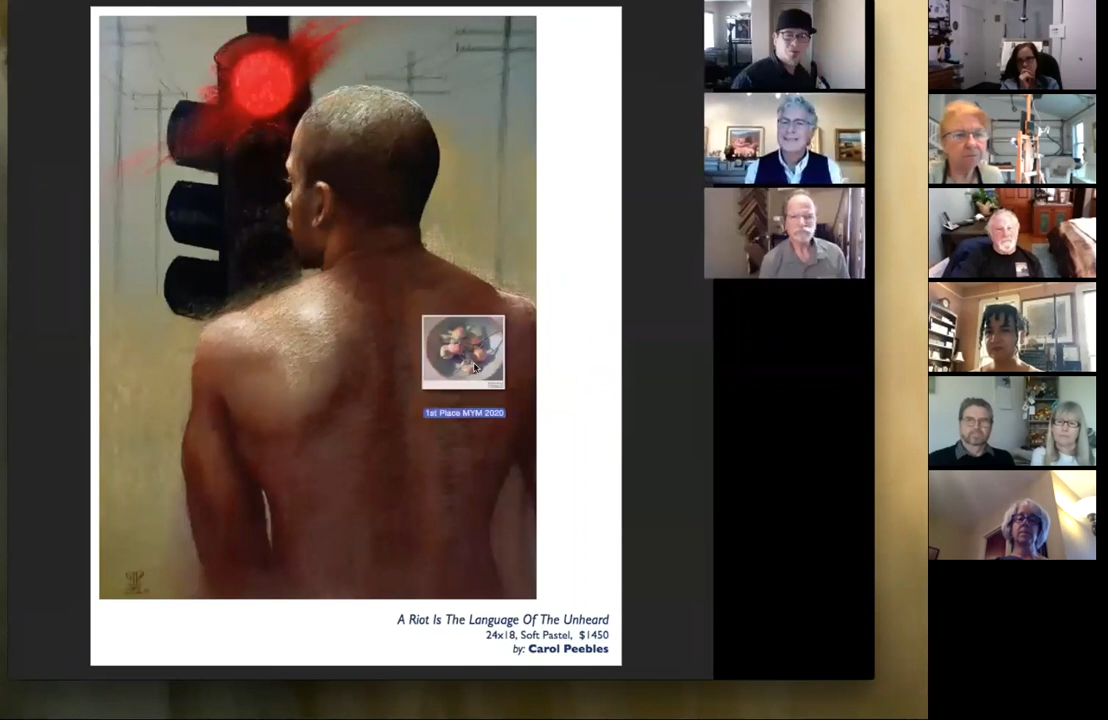 1st Place MYM 2020
A Riot Is The Language Of The Unheard
24x18, Soft Pastel, $1450
by: Carol Peebles